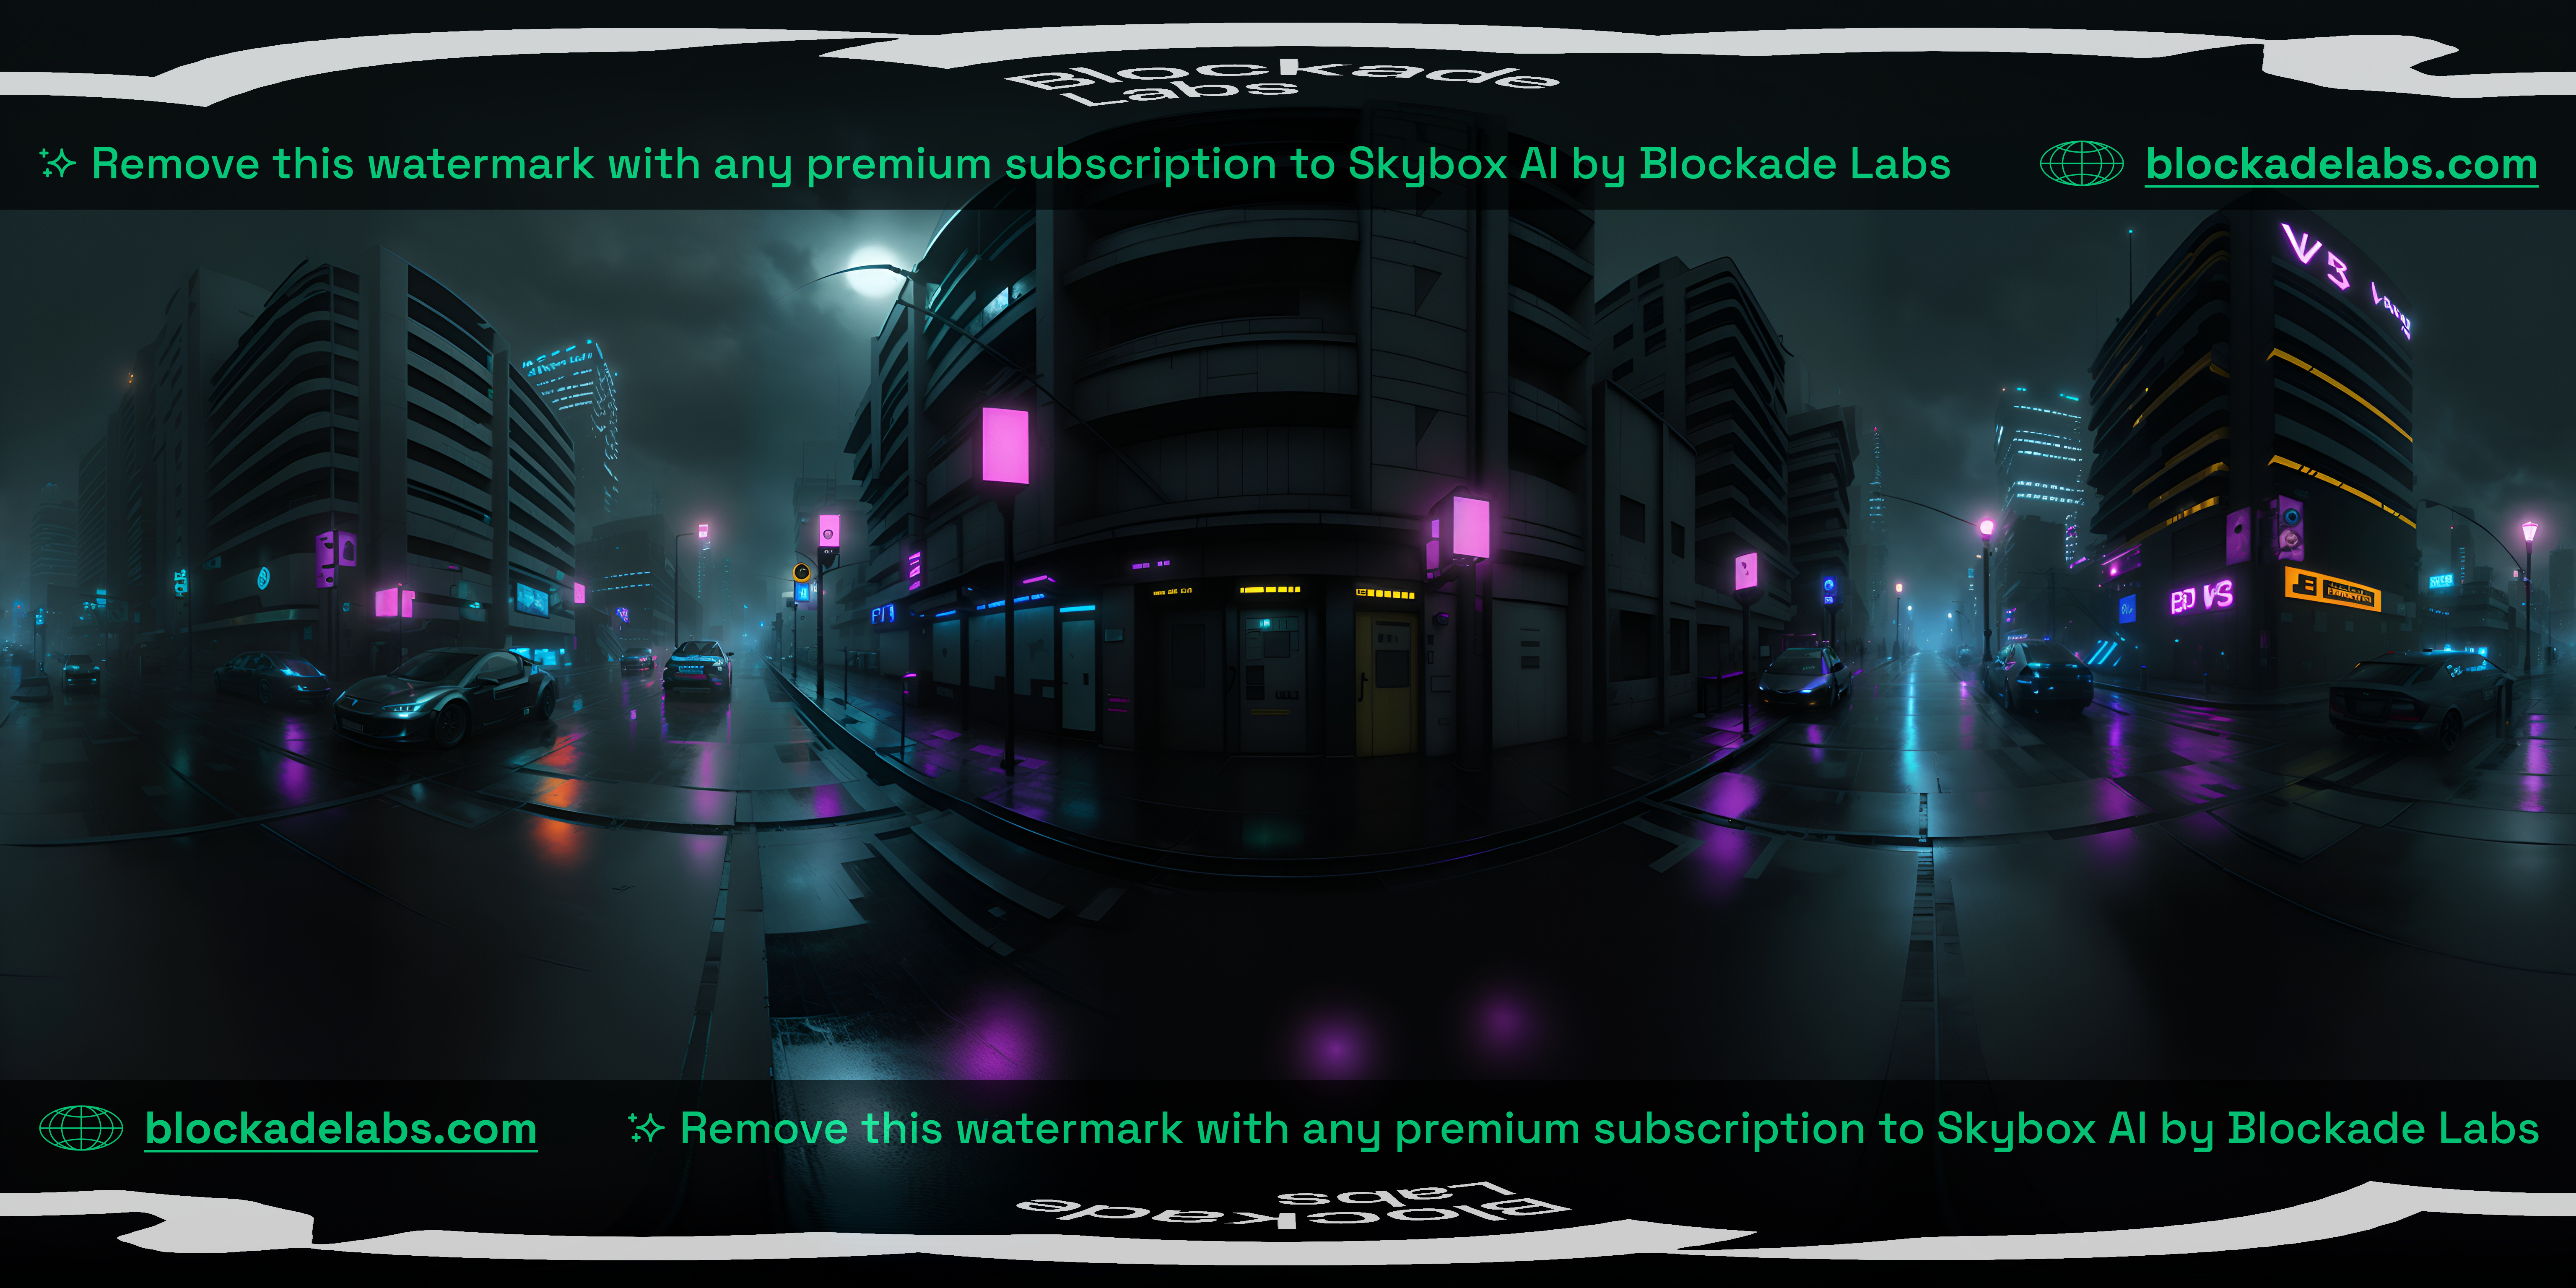 Blockade
Labs
Remove this watermark with any premium subscription to Skybox AI by Blockade Labs
blockadelabs.com
blockadelabs.com
Remove this watermark with any premium subscription to Skybox AI by Blockade Labs
Blockade
Labs